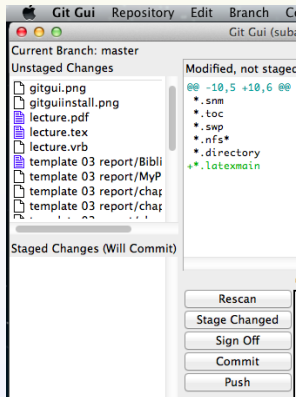 Git Gui Repository Edit Branch
Git Gui (suba
Current Branch: master
Unstaged Changes
gitgui.png
gitguiinstall.png
lecture.pdf
lecture.tex
lecture.vrb
template 03 report/Bibli
template 03 report/MyP
template 03 report/chap
template 03 report/chap
Staged Changes (Will Commit)
Modified, not staged
@@ -10,5 +10,6 @@
*.snm
*.toc
*.swp
*.nfs*
*.directory
+*.latexmain
Rescan
Stage Changed
Sign Off
Commit
Push